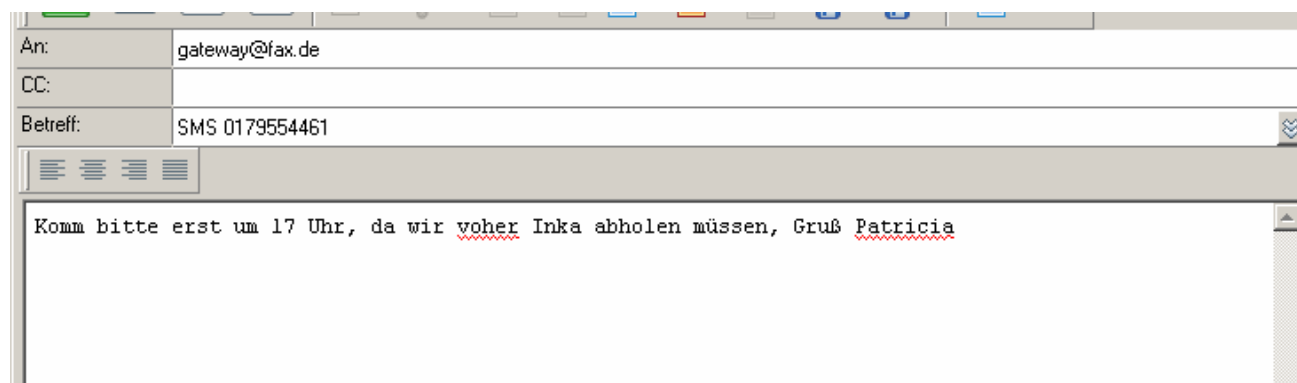 An: gateway@fax.de
CC:
Betreff: SMS 0179554461
Komm bitte erst um 17 Uhr, da wir voher Inka abholen müssen, Gruß Patricia